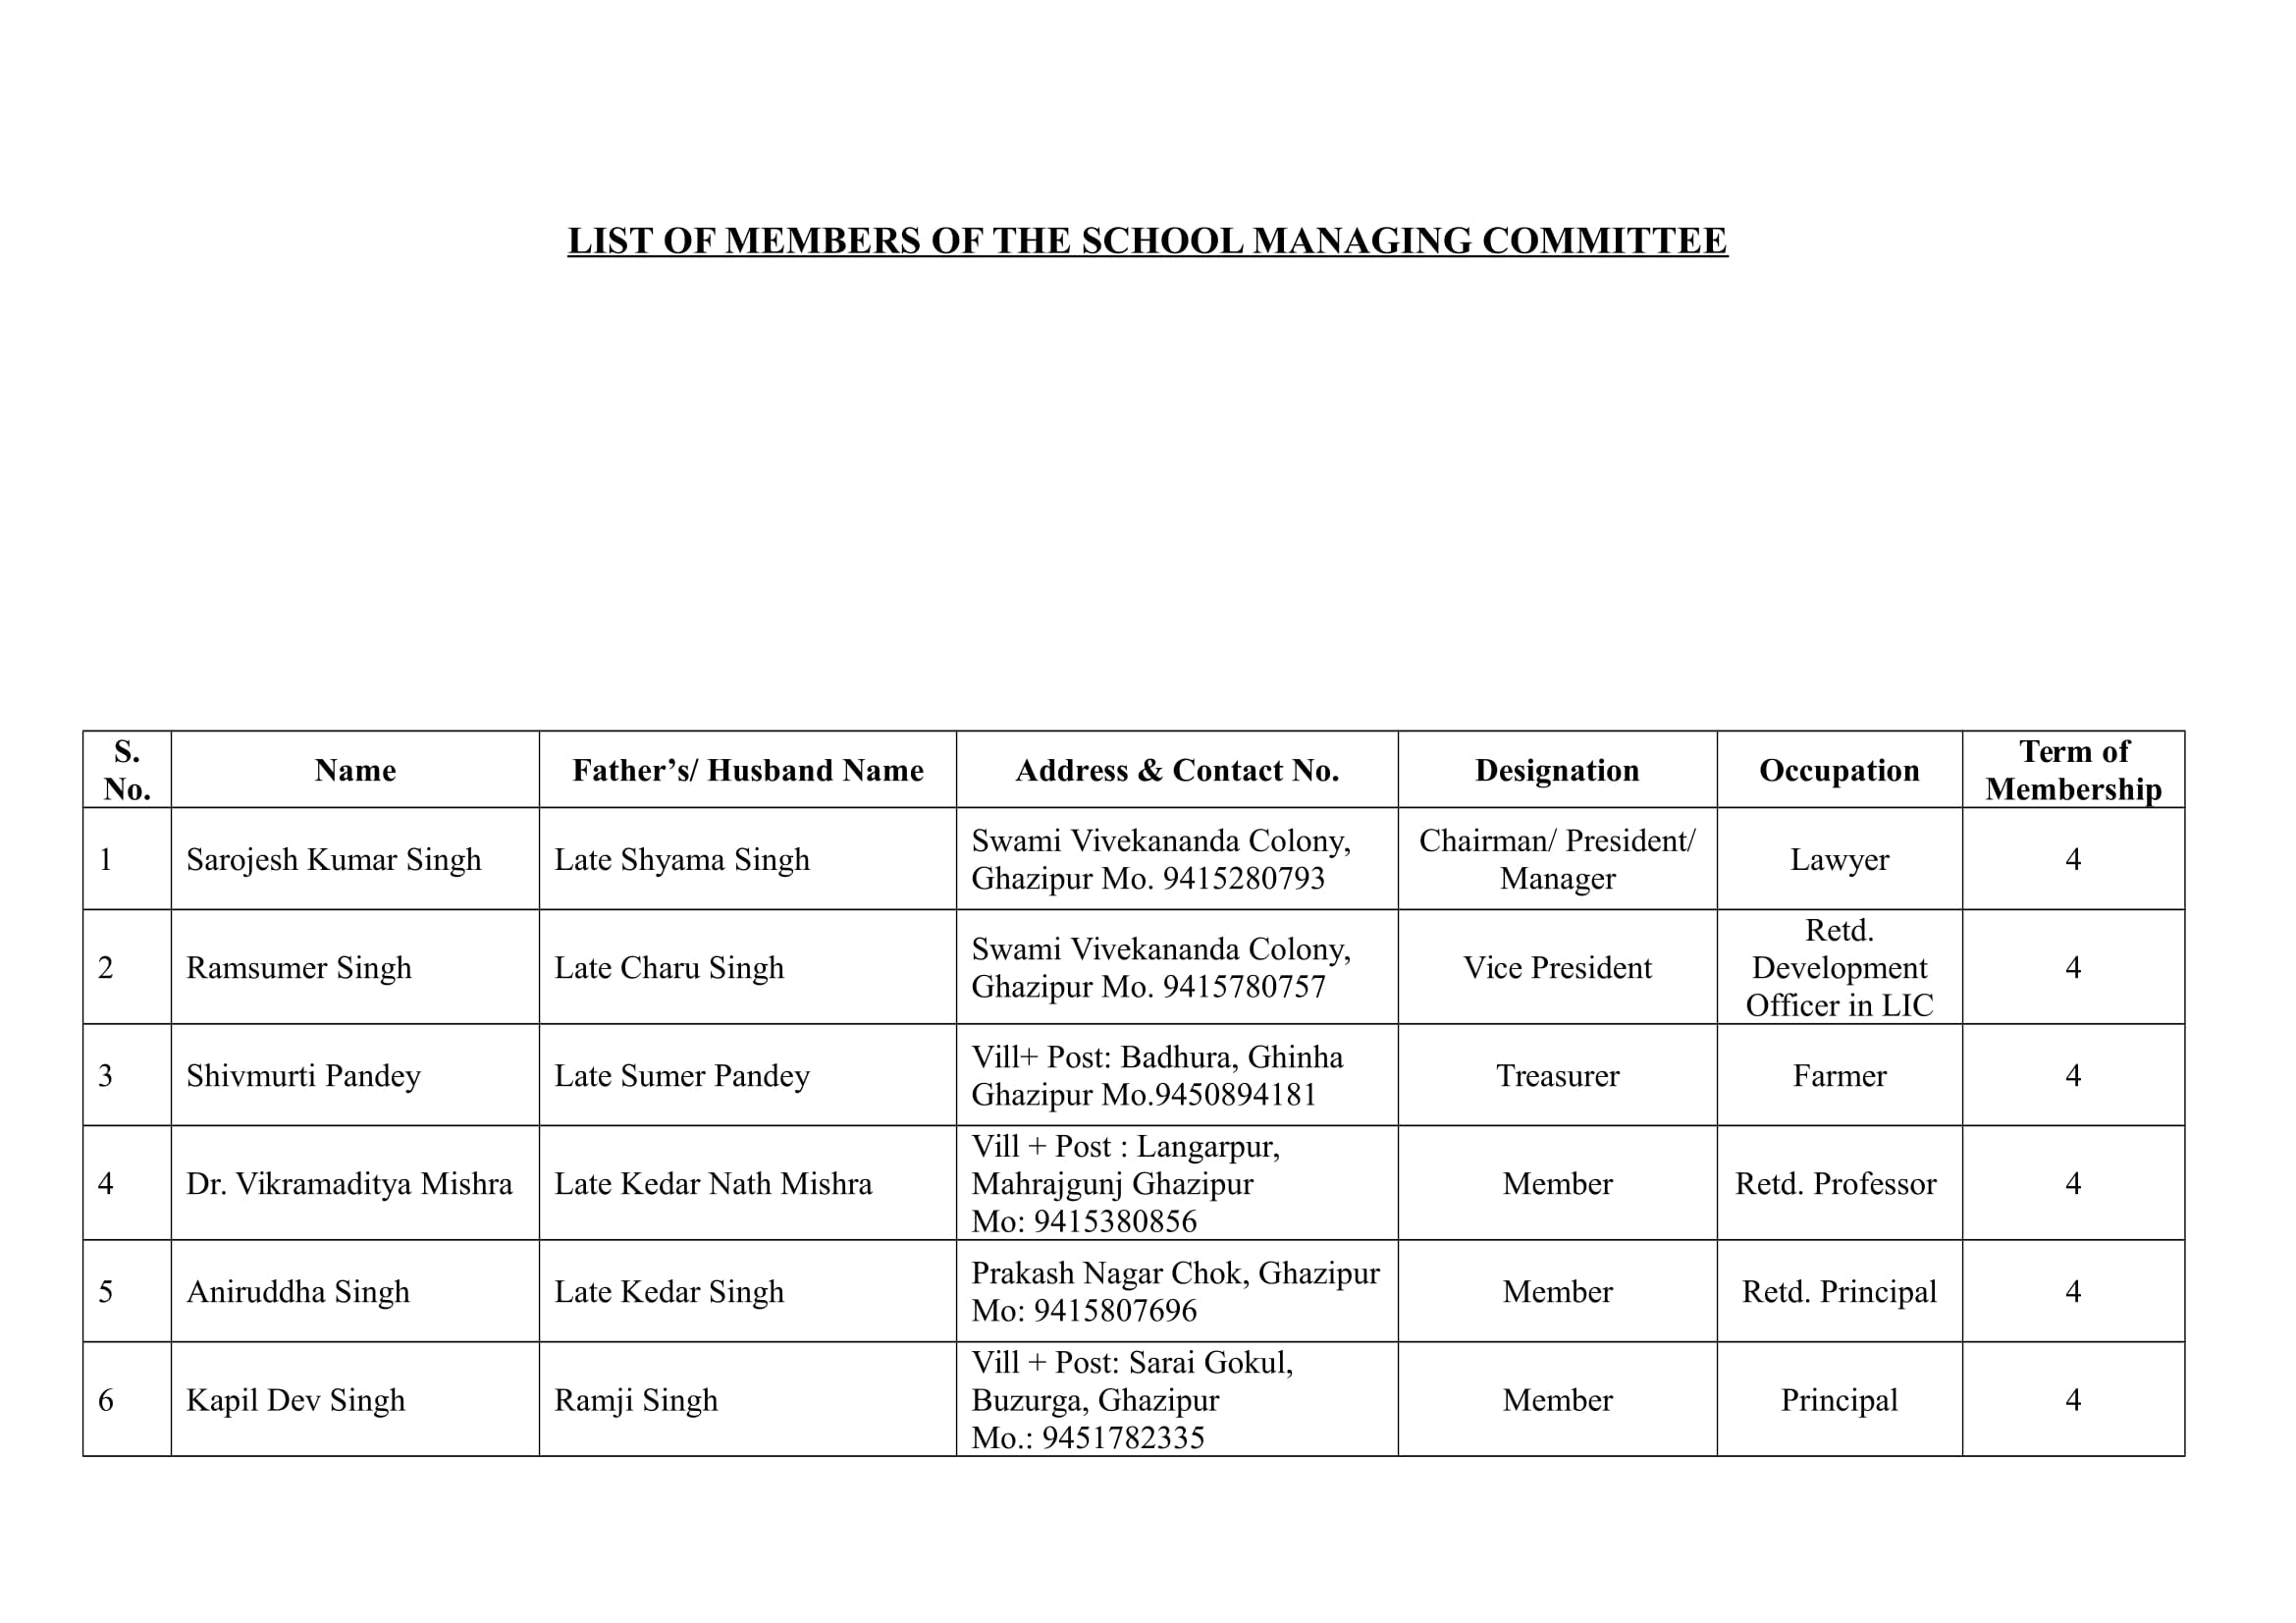 LIST OF MEMBERS OF THE SCHOOL MANAGING COMMITTEE
S. No. Name Father’s/ Husband Name Address & Contact No. Designation Occupation Term of Membership
1 Sarojesh Kumar Singh Late Shyama Singh Swami Vivekananda Colony, Ghazipur Mo. 9415280793 Chairman/ President/ Manager Lawyer 4
2 Ramsumer Singh Late Charu Singh Swami Vivekananda Colony, Ghazipur Mo. 9415780757 Vice President Retd. Development Officer in LIC 4
3 Shivmurti Pandey Late Sumer Pandey Vill+ Post: Badhura, Ghinha Ghazipur Mo.9450894181 Treasurer Farmer 4
4 Dr. Vikramaditya Mishra Late Kedar Nath Mishra Vill + Post : Langarpur, Mahrajgunj Ghazipur Mo: 9415380856 Member Retd. Professor 4
5 Aniruddha Singh Late Kedar Singh Prakash Nagar Chok, Ghazipur Mo: 9415807696 Member Retd. Principal 4
6 Kapil Dev Singh Ramji Singh Vill + Post: Sarai Gokul, Buzurga, Ghazipur Mo.: 9451782335 Member Principal 4